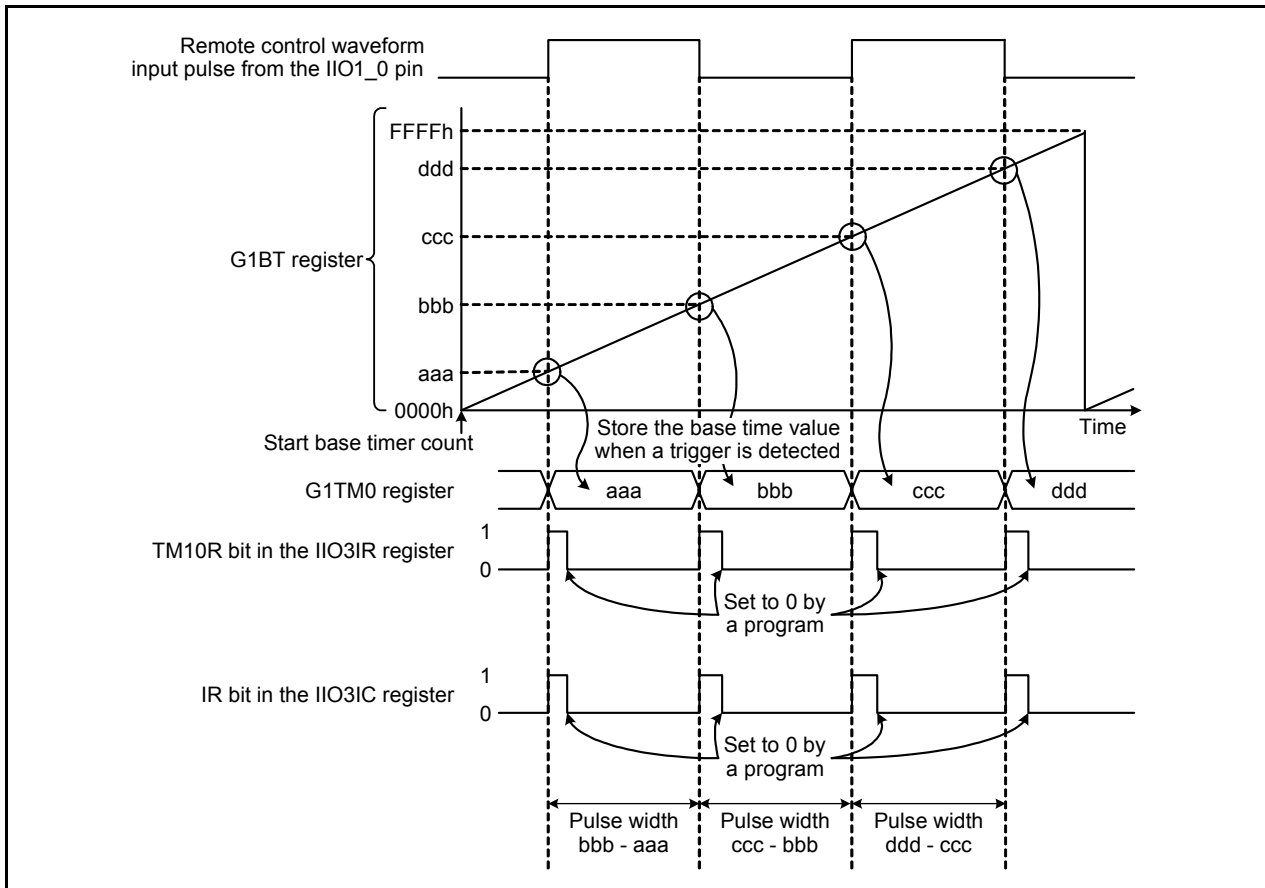 Remote control waveform
input pulse from the IIO1_0 pin
FFFFh
ddd
ccc
G1BT register
bbb
aaa
0000h
Start base timer count
Store the base time value
when a trigger is detected
Time
G1TM0 register
aaa
bbb
ccc
ddd
1
TM10R bit in the IIO3IR register
0
Set to 0 by
a program
1
IR bit in the IIO3IC register
0
Set to 0 by
a program
Pulse width
bbb - aaa
Pulse width
ccc - bbb
Pulse width
ddd - ccc